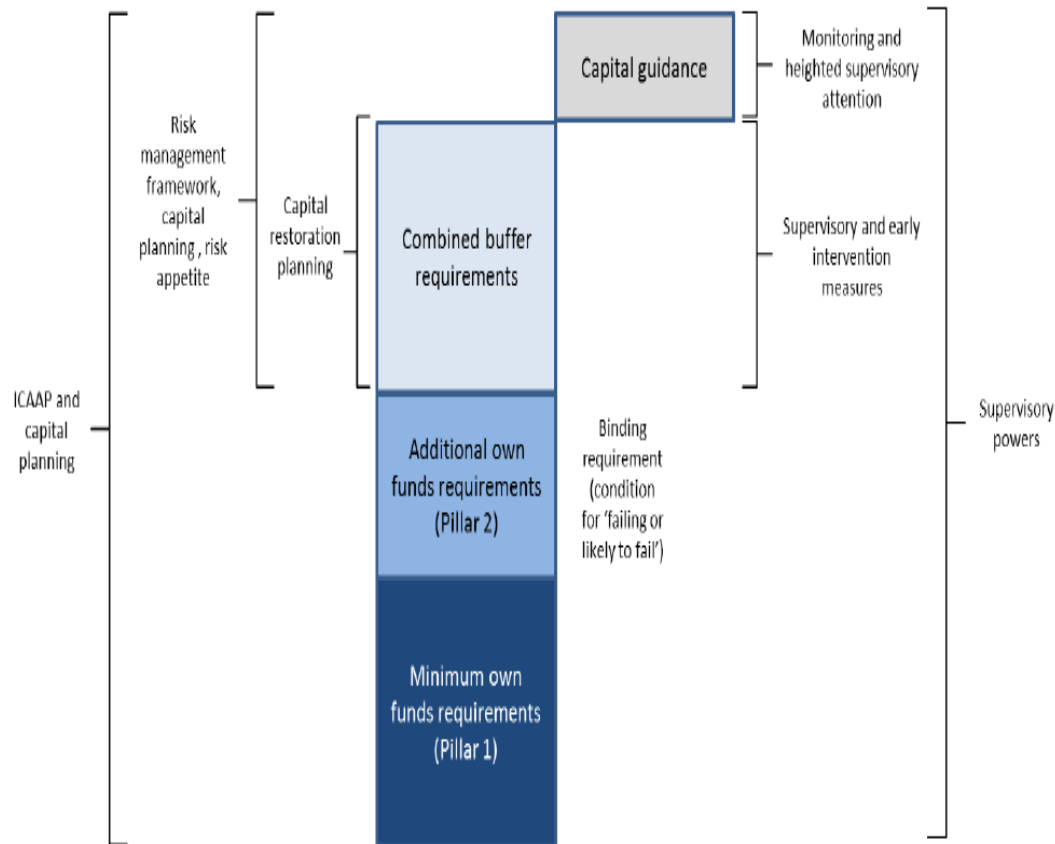 Capital guidance
Monitoring and
heighted supervisory
attention
Risk
management
framework,
capital
planning , risk
appetite
Capital
restoration
planning
Combined buffer
requirements
Supervisory and early
intervention
measures
ICAAP and
capital
planning
Additional own
funds requirements
(Pillar 2)
Binding
requirement
(condition
for ‘failing or
likely to fail’)
Supervisory
powers
Minimum own
funds requirements
(Pillar 1)